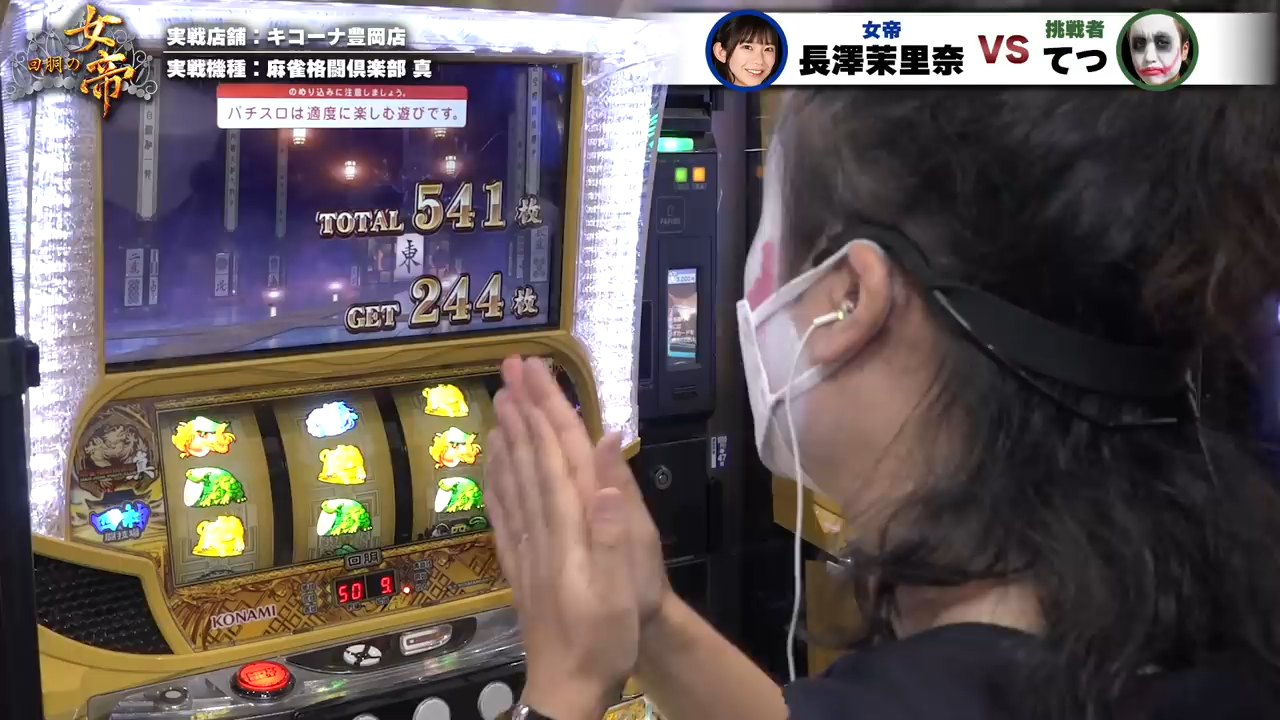 回胴の女帝
実戦店舗：キコーナ豊岡店
実戦機種：麻雀格闘倶楽部 真
女帝
長澤茉里奈
VS
挑戦者
てつ
のめり込みに注意しましょう。
パチスロは適度に楽しむ遊びです。
TOTAL 541枚
東
GET 244枚
真
回胴
50 9
KONAMI